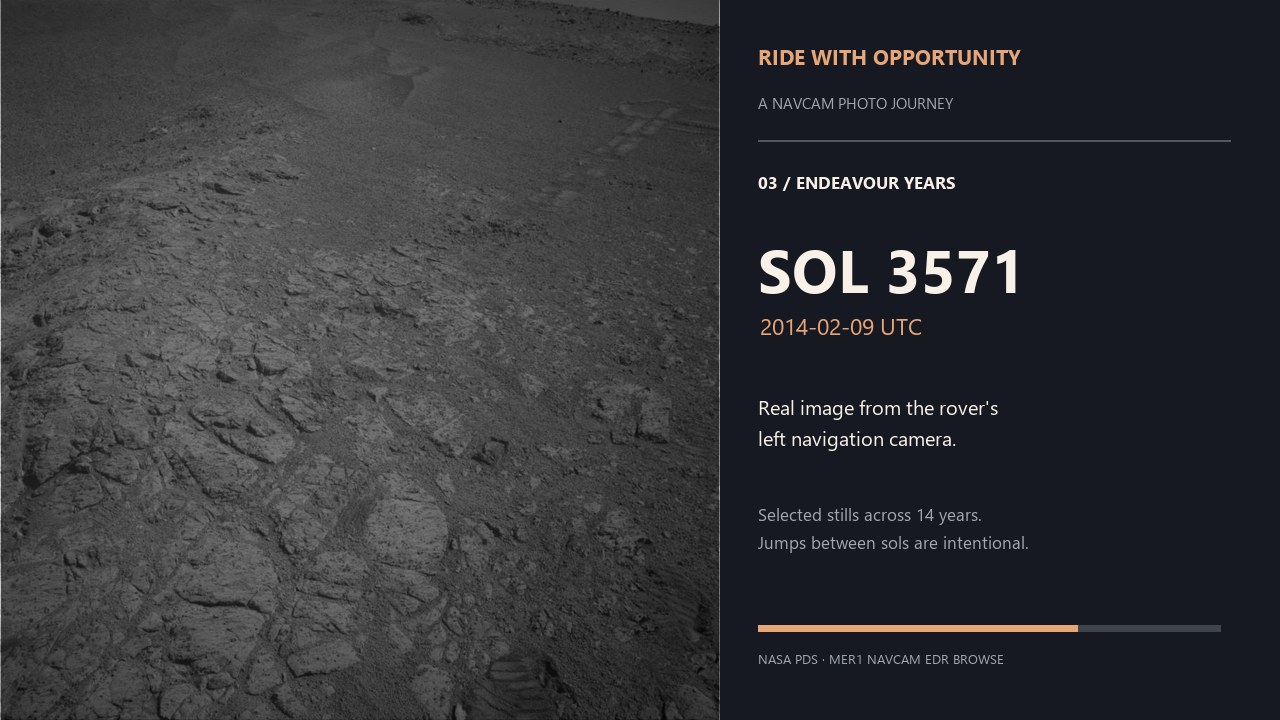 RIDE WITH OPPORTUNITY
A NAVCAM PHOTO JOURNEY
03 / ENDEAVOUR YEARS
SOL 3571
2014-02-09 UTC
Real image from the rover's
left navigation camera.
Selected stills across 14 years.
Jumps between sols are intentional.
NASA PDS · MER1 NAVCAM EDR BROWSE